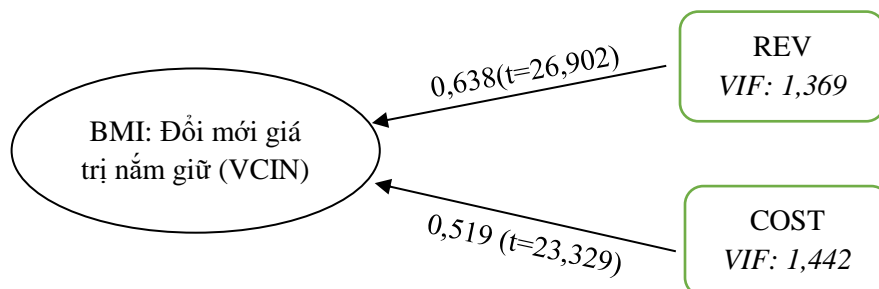 REV
VIF: 1,369
0,638(t=26,902)
BMI: Đổi mới giá
trị nắm giữ (VCIN)
0,519 (t=23,329)
COST
VIF: 1,442